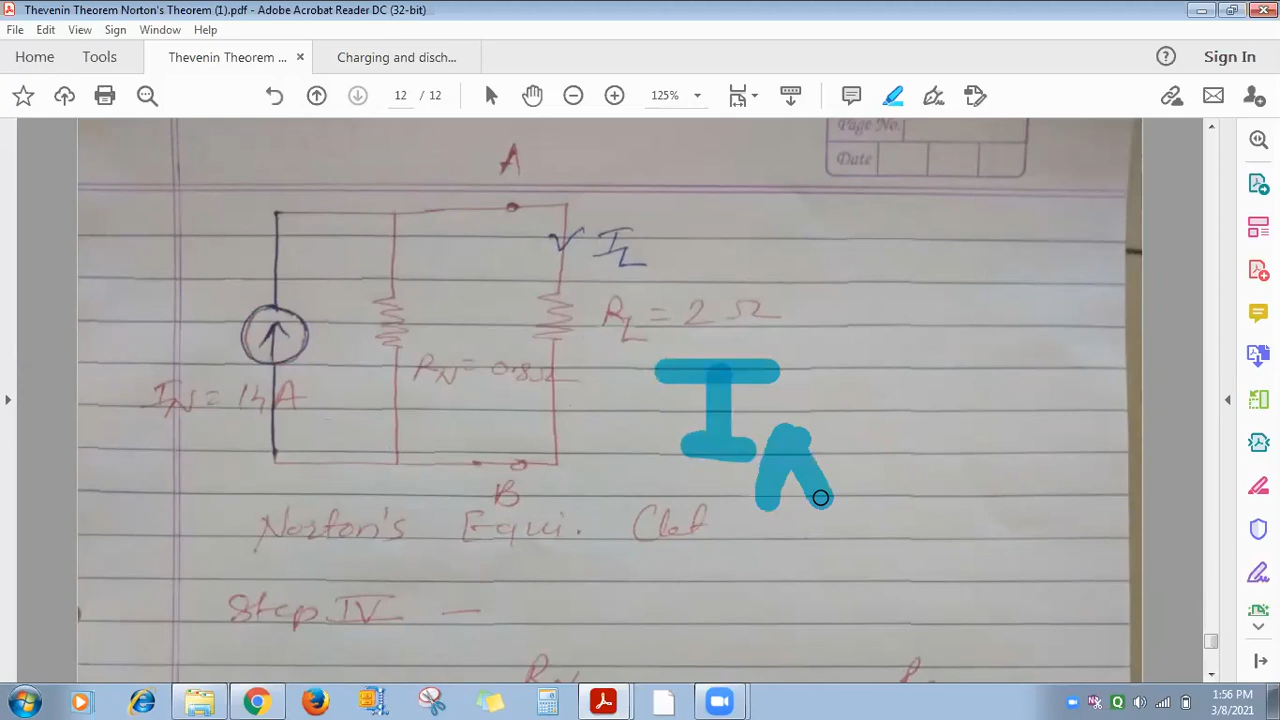 Thevenin Theorem Norton's Theorem (1).pdf - Adobe Acrobat Reader DC (32-bit)
File Edit View Sign Window Help
Home Tools Thevenin Theorem ... × Charging and disch... Sign In
12 / 12 125%
Page No.
Date
A
IL
RL = 2 Ω
RN = 0.8Ω
IN = 14A
I
B
Norton's Equi. Ckt
Step IV —
1:56 PM
3/8/2021